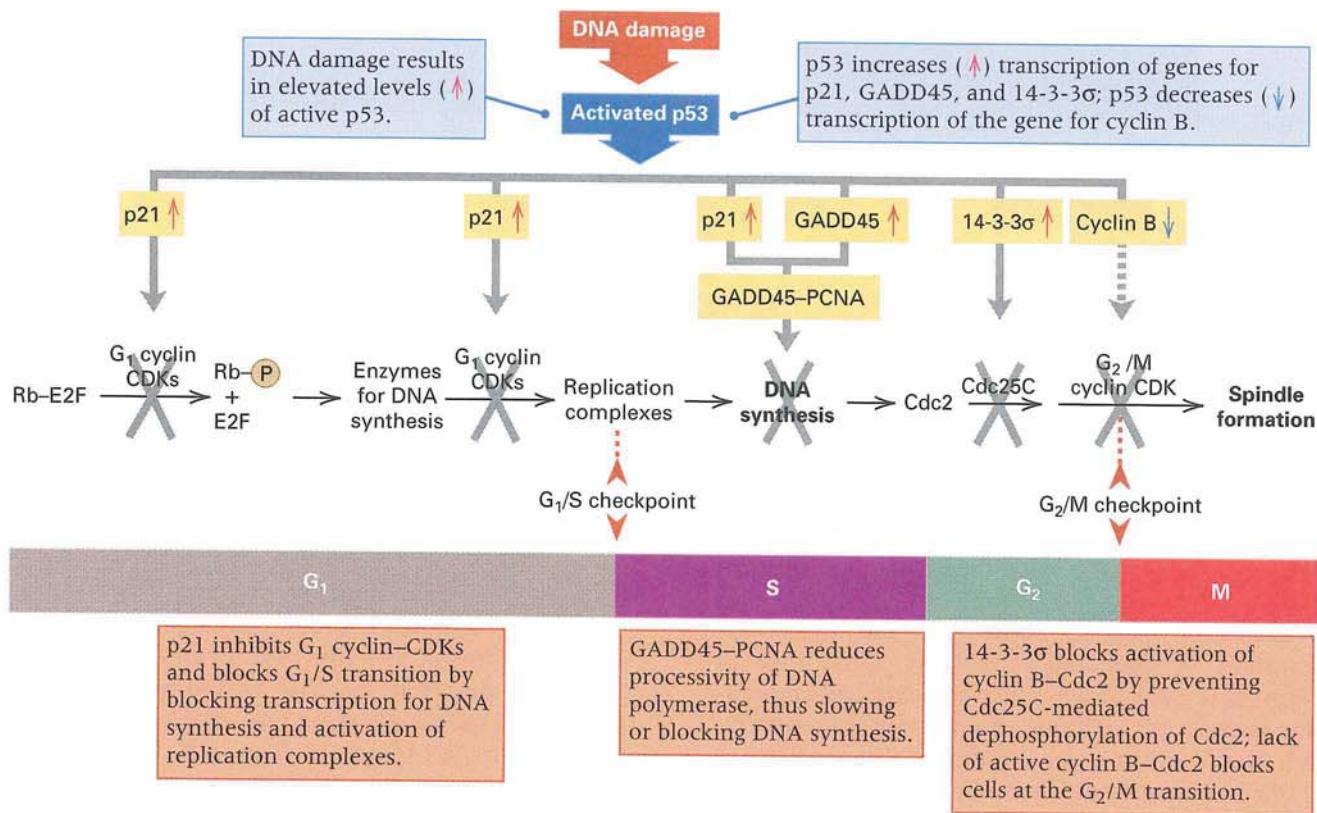 DNA damage
DNA damage results
in elevated levels (↑)
of active p53.
Activated p53
p53 increases (↑) transcription of genes for
p21, GADD45, and 14-3-3σ; p53 decreases (↓)
transcription of the gene for cyclin B.
p21 ↑
p21 ↑
p21 ↑
GADD45 ↑
14-3-3σ ↑
Cyclin B ↓
GADD45–PCNA
Rb–E2F
G₁ cyclin
CDKs
Rb–P
+
E2F
Enzymes
for DNA
synthesis
G₁ cyclin
CDKs
Replication
complexes
DNA
synthesis
Cdc2
Cdc25C
G₂/M
cyclin CDK
Spindle
formation
G₁/S checkpoint
G₂/M checkpoint
G₁
S
G₂
M
p21 inhibits G₁ cyclin–CDKs
and blocks G₁/S transition by
blocking transcription for DNA
synthesis and activation of
replication complexes.
GADD45–PCNA reduces
processivity of DNA
polymerase, thus slowing
or blocking DNA synthesis.
14-3-3σ blocks activation of
cyclin B–Cdc2 by preventing
Cdc25C-mediated
dephosphorylation of Cdc2; lack
of active cyclin B–Cdc2 blocks
cells at the G₂/M transition.